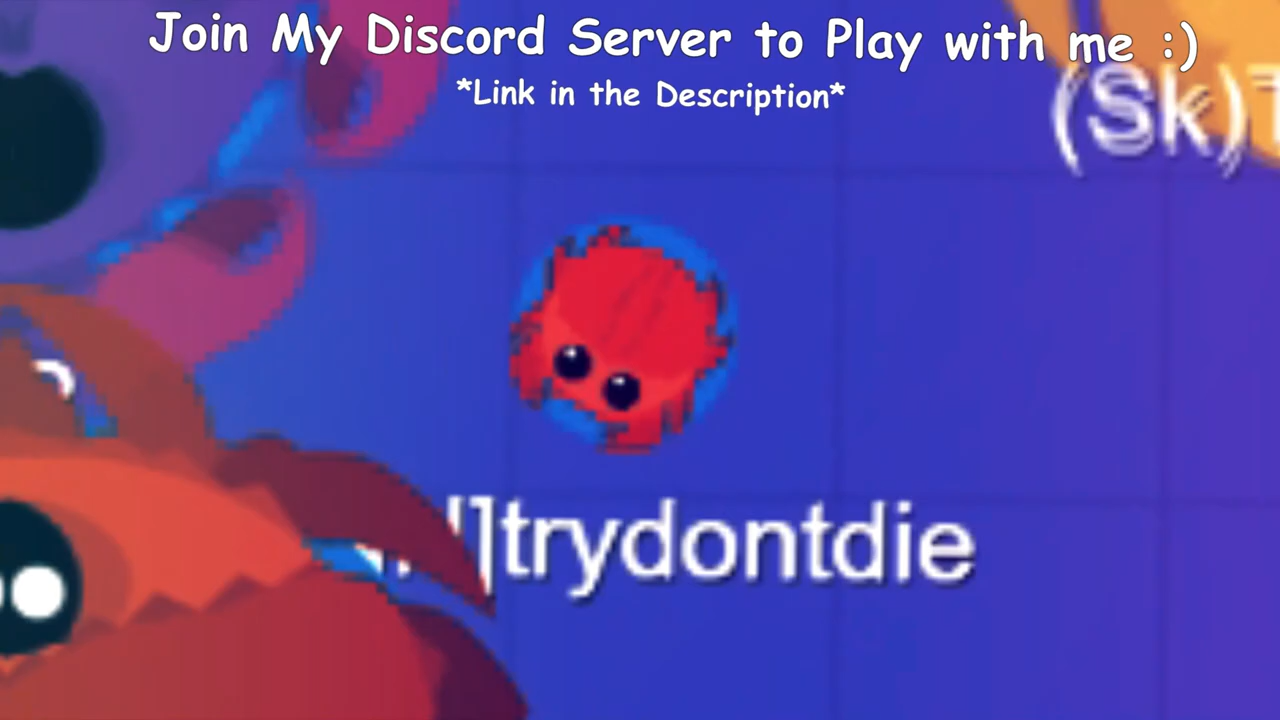 Join My Discord Server to Play with me :)
*Link in the Description*
(Sk)
]trydontdie